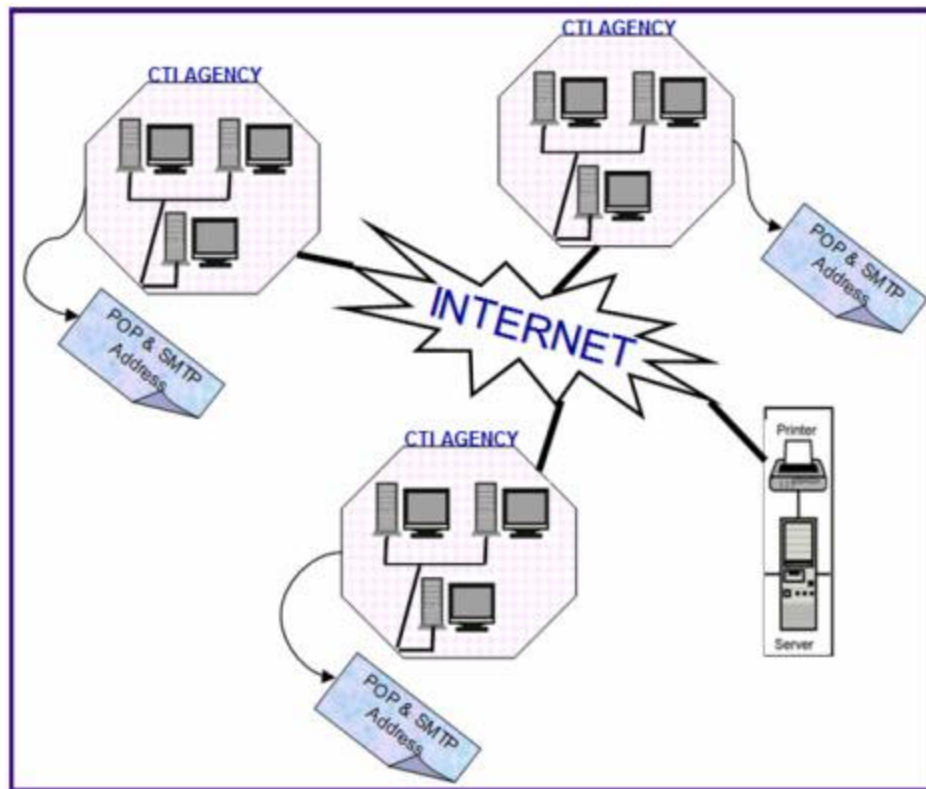 CTI AGENCY
CTI AGENCY
POP & SMTP
Address
POP & SMTP
Address
INTERNET
CTI AGENCY
Printer
Server
POP & SMTP
Address